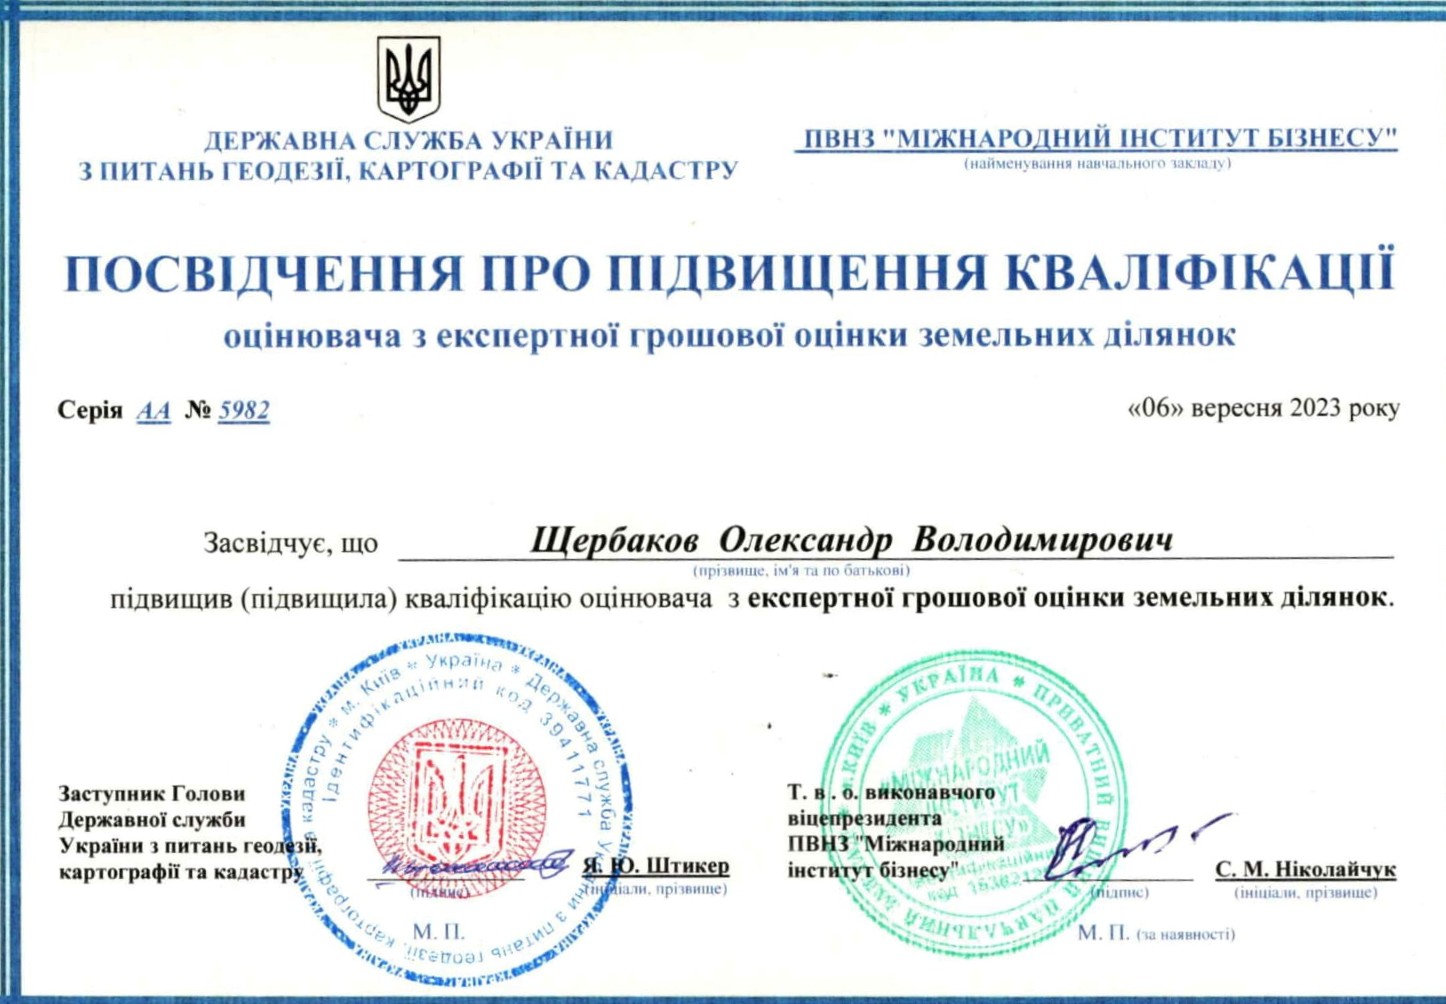 ДЕРЖАВНА СЛУЖБА УКРАЇНИ
З ПИТАНЬ ГЕОДЕЗІЇ, КАРТОГРАФІЇ ТА КАДАСТРУ
ПВНЗ "МІЖНАРОДНИЙ ІНСТИТУТ БІЗНЕСУ"
(найменування навчального закладу)
ПОСВІДЧЕННЯ ПРО ПІДВИЩЕННЯ КВАЛІФІКАЦІЇ
оцінювача з експертної грошової оцінки земельних ділянок
Серія АА № 5982
«06» вересня 2023 року
Засвідчує, що Щербаков Олександр Володимирович
(прізвище, ім'я та по батькові)
підвищив (підвищила) кваліфікацію оцінювача з експертної грошової оцінки земельних ділянок.
Заступник Голови
Державної служби
України з питань геодезії,
картографії та кадастру
Я. Ю. Штикер
(підпис)
(ініціали, прізвище)
М. П.
Україна * Державна служба України з питань геодезії, картографії та кадастру * м. Київ *
Ідентифікаційний код 39411771
Т. в . о. виконавчого
віцепрезидента
ПВНЗ "Міжнародний
інститут бізнесу"
С. М. Ніколайчук
(підпис)
(ініціали, прізвище)
М. П. (за наявності)
КИЇВ * УКРАЇНА * ПРИВАТНИЙ ВИЩИЙ НАВЧАЛЬНИЙ
«МІЖНАРОДНИЙ
ІНСТИТУТ
БІЗНЕСУ»